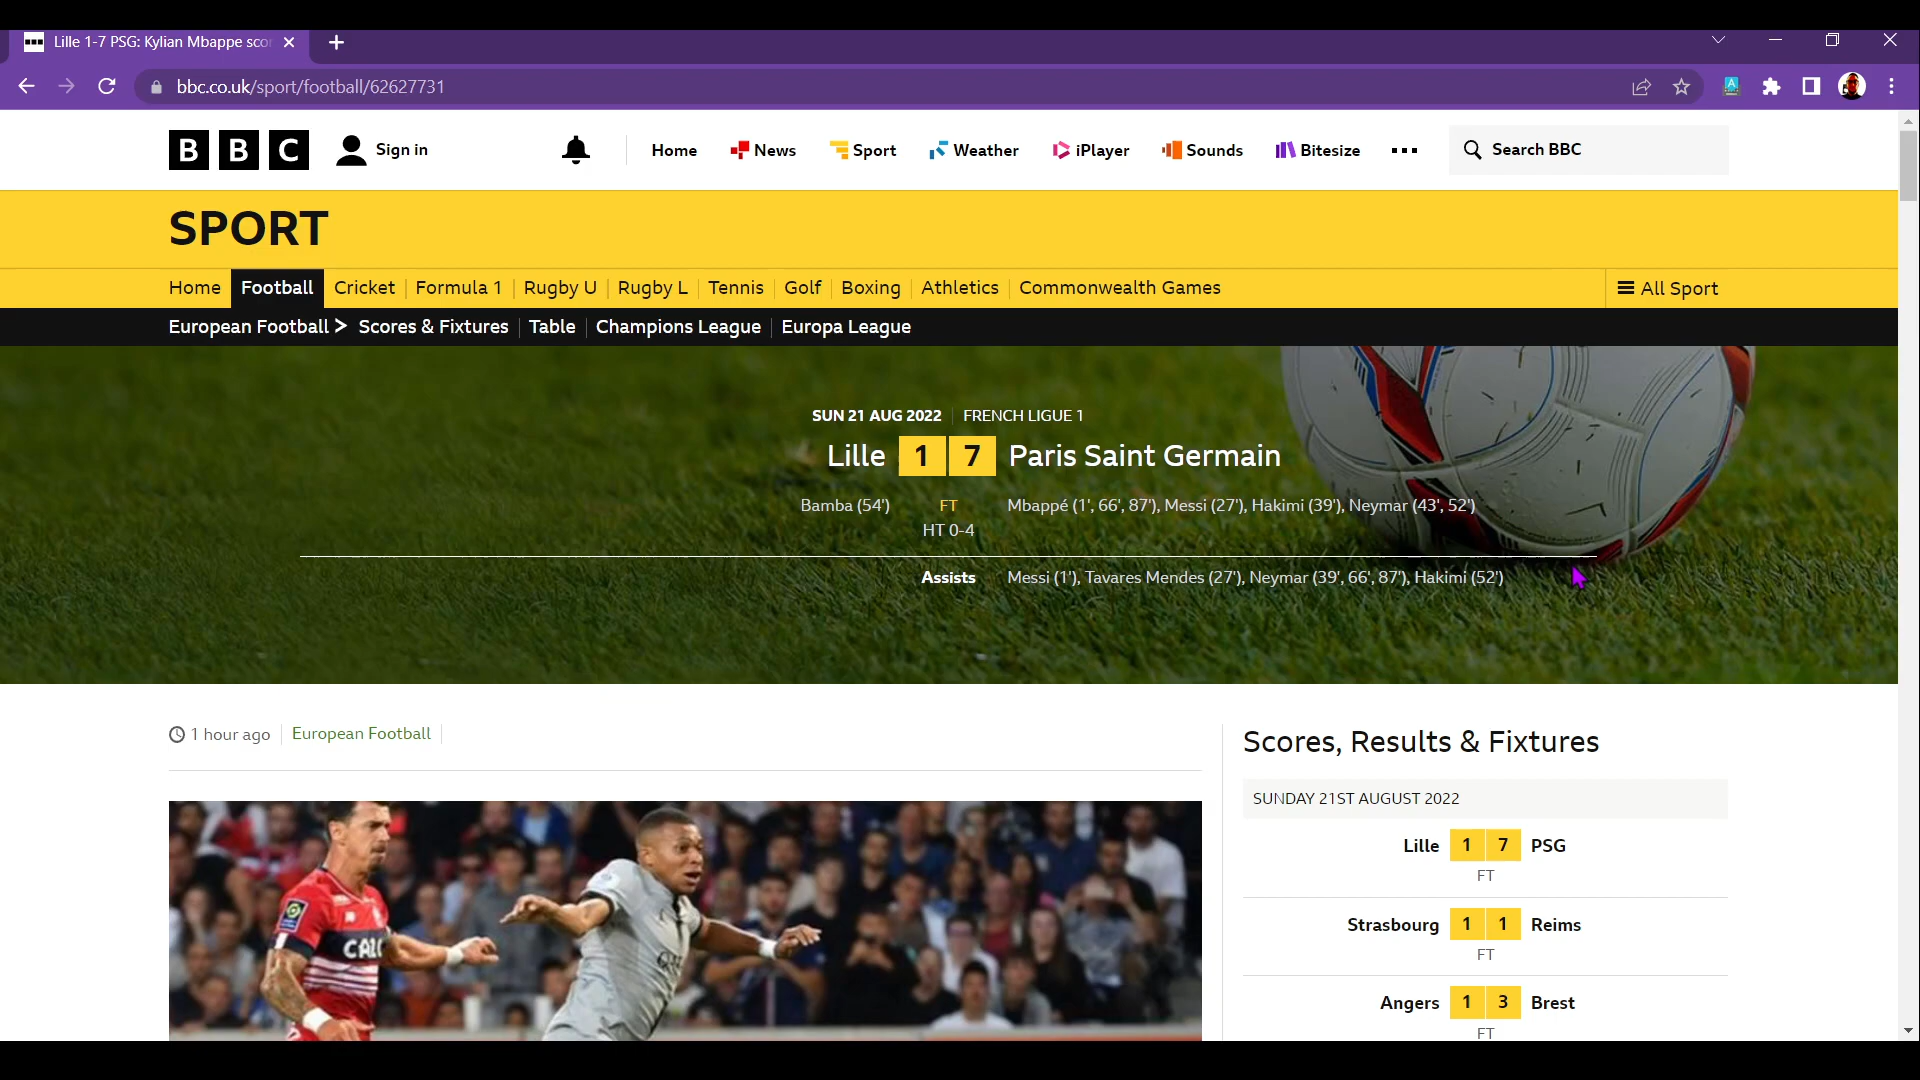 Lille 1-7 PSG: Kylian Mbappe scor
bbc.co.uk/sport/football/62627731
BBC Sign in Home News Sport Weather iPlayer Sounds Bitesize Search BBC
SPORT
Home Football Cricket Formula 1 Rugby U Rugby L Tennis Golf Boxing Athletics Commonwealth Games All Sport
European Football Scores & Fixtures Table Champions League Europa League
SUN 21 AUG 2022 FRENCH LIGUE 1
Lille 1 7 Paris Saint Germain
Bamba (54') FT Mbappé (1', 66', 87'), Messi (27'), Hakimi (39'), Neymar (43', 52')
HT 0-4
Assists Messi (1'), Tavares Mendes (27'), Neymar (39', 66', 87'), Hakimi (52')
1 hour ago European Football
Scores, Results & Fixtures
SUNDAY 21ST AUGUST 2022
Lille 1 7 PSG
FT
Strasbourg 1 1 Reims
FT
Angers 1 3 Brest
FT